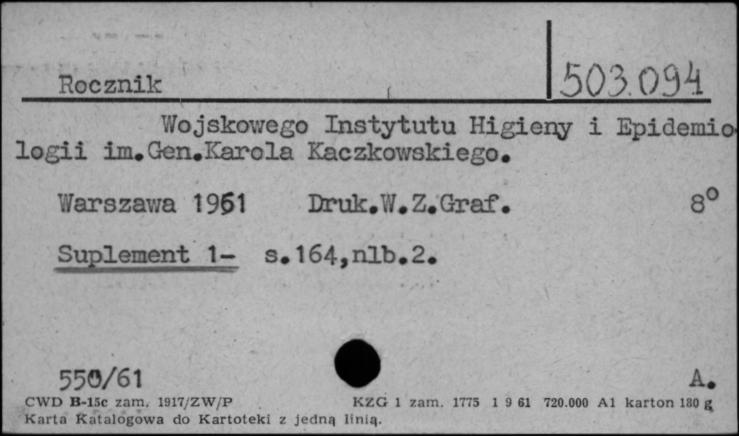 Rocznik 503.094
Wojskowego Instytutu Higieny i Epidemio
logii im.Gen.Karola Kaczkowskiego.
Warszawa 1961 Druk.W.Z.Graf. 8°
Suplement 1- s.164,nlb.2.
550/61 A.
CWD B-15c zam. 1917/ZW/P KZG 1 zam. 1775 1 9 61 720.000 A1 karton 180 g
Karta Katalogowa do Kartoteki z jedną linią.